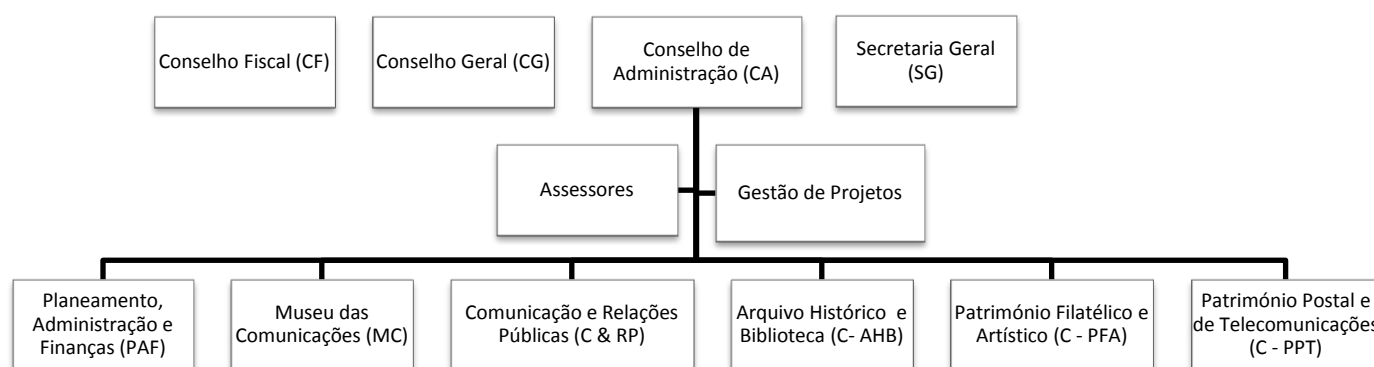 Conselho Fiscal (CF)
Conselho Geral (CG)
Conselho de
Administração (CA)
Secretaria Geral
(SG)
Assessores
Gestão de Projetos
Planeamento,
Administração e
Finanças (PAF)
Museu das
Comunicações (MC)
Comunicação e Relações
Públicas (C & RP)
Arquivo Histórico e
Biblioteca (C- AHB)
Património Filatélico e
Artístico (C - PFA)
Património Postal e
de Telecomunicações
(C - PPT)